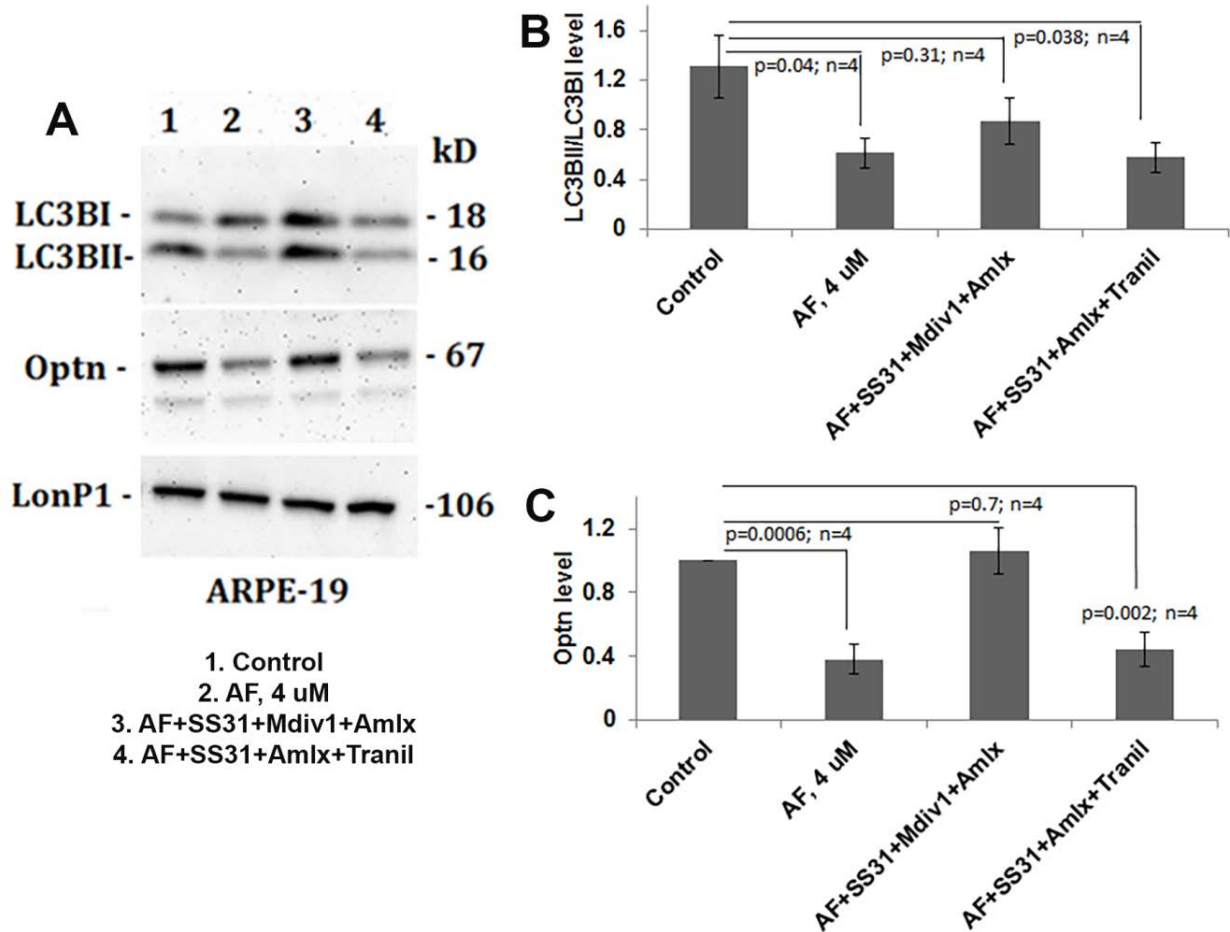 A
1 2 3 4
kD
LC3BI - - 18
LC3BII- - 16
Optn - - 67
LonP1 - -106
ARPE-19
1. Control
2. AF, 4 uM
3. AF+SS31+Mdiv1+Amlx
4. AF+SS31+Amlx+Tranil
B
LC3BII/LC3BI level
1.6
1.2
0.8
0.4
0
p=0.04; n=4
p=0.31; n=4
p=0.038; n=4
Control
AF, 4 uM
AF+SS31+Mdiv1+Amlx
AF+SS31+Amlx+Tranil
C
Optn level
1.2
0.8
0.4
0
p=0.0006; n=4
p=0.7; n=4
p=0.002; n=4
Control
AF, 4 uM
AF+SS31+Mdiv1+Amlx
AF+SS31+Amlx+Tranil